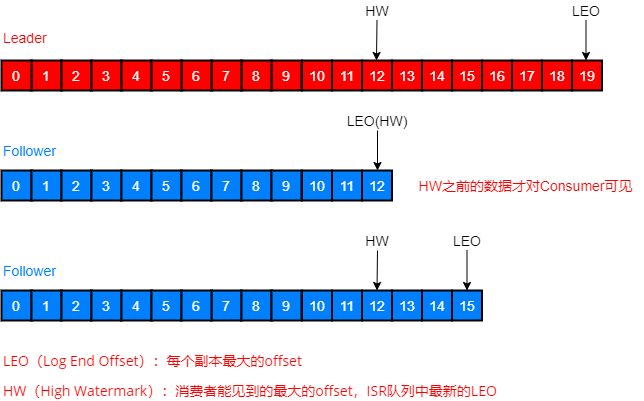 HW LEO
Leader
0 1 2 3 4 5 6 7 8 9 10 11 12 13 14 15 16 17 18 19
LEO(HW)
Follower
0 1 2 3 4 5 6 7 8 9 10 11 12
HW之前的数据才对Consumer可见
HW LEO
Follower
0 1 2 3 4 5 6 7 8 9 10 11 12 13 14 15
LEO（Log End Offset）：每个副本最大的offset
HW（High Watermark）：消费者能见到的最大的offset，ISR队列中最新的LEO